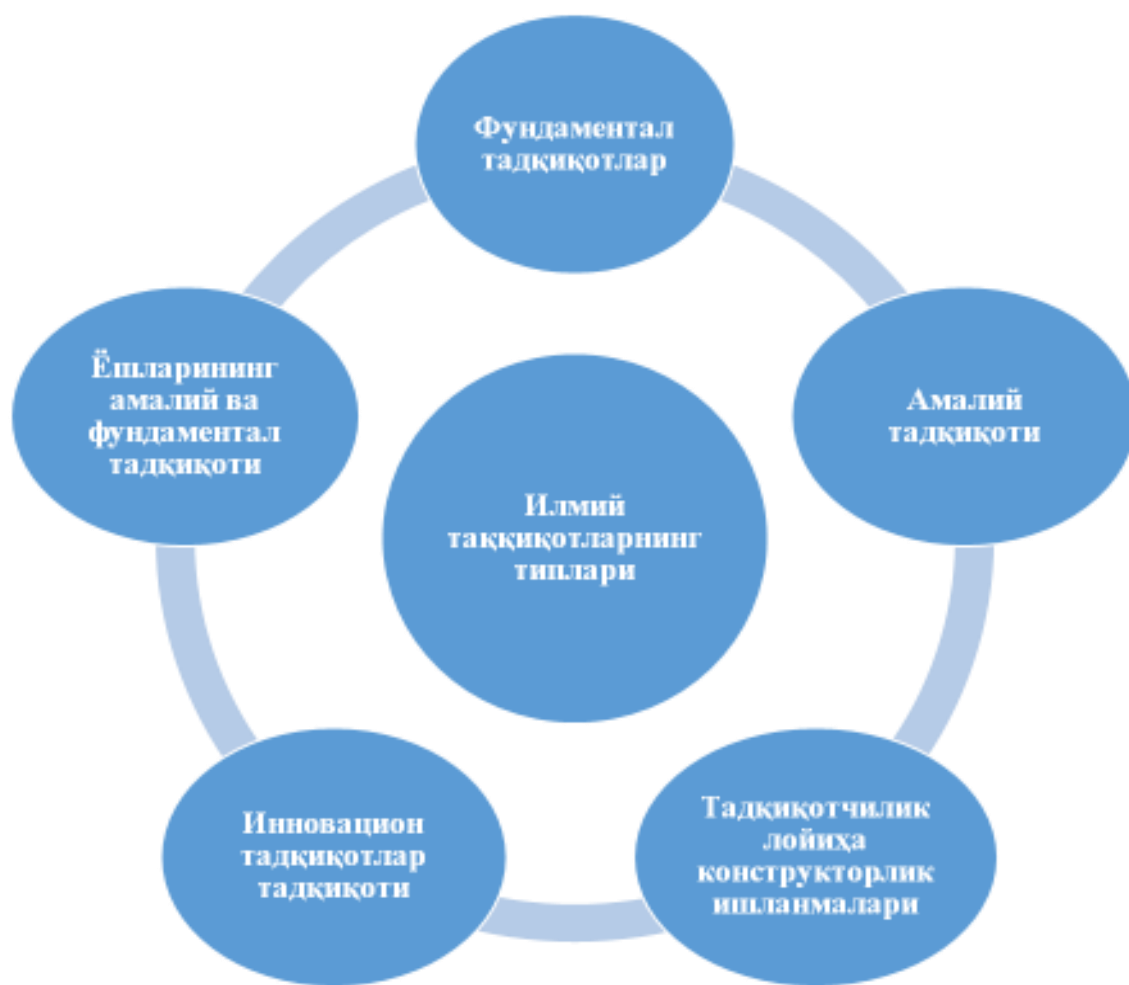 Фундаментал
тадқиқотлар
Ёшларининг
амалий ва
фундаментал
тадқиқоти
Амалий
тадқиқоти
Илмий
таққиқотларнинг
типлари
Инновацион
тадқиқотлар
тадқиқоти
Тадқиқотчилик
лойиҳа
конструкторлик
ишланмалари